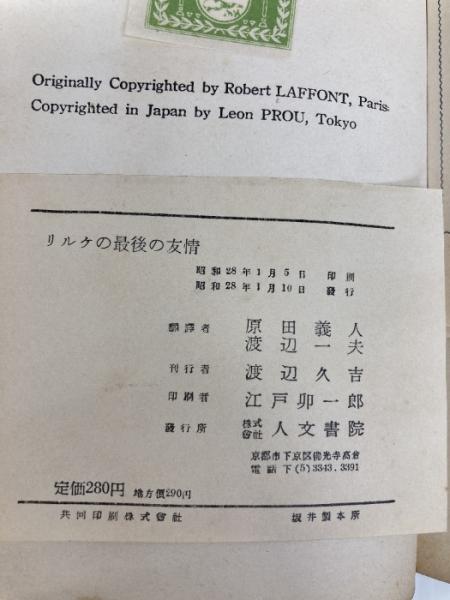 Originally Copyrighted by Robert LAFFONT, Paris.
Copyrighted in Japan by Leon PROU, Tokyo
リルケの最後の友情
昭和28年1月5日 印刷
昭和28年1月10日 發行
翻譯者 原田義人
渡辺一夫
刊行者 渡辺久吉
印刷者 江戸卯一郎
發行所 株式會社 人文書院
京都市下京区佛光寺高倉
電話下(5)3343.3391
定価280円 地方價290円
共同印刷株式會社 坂井製本所